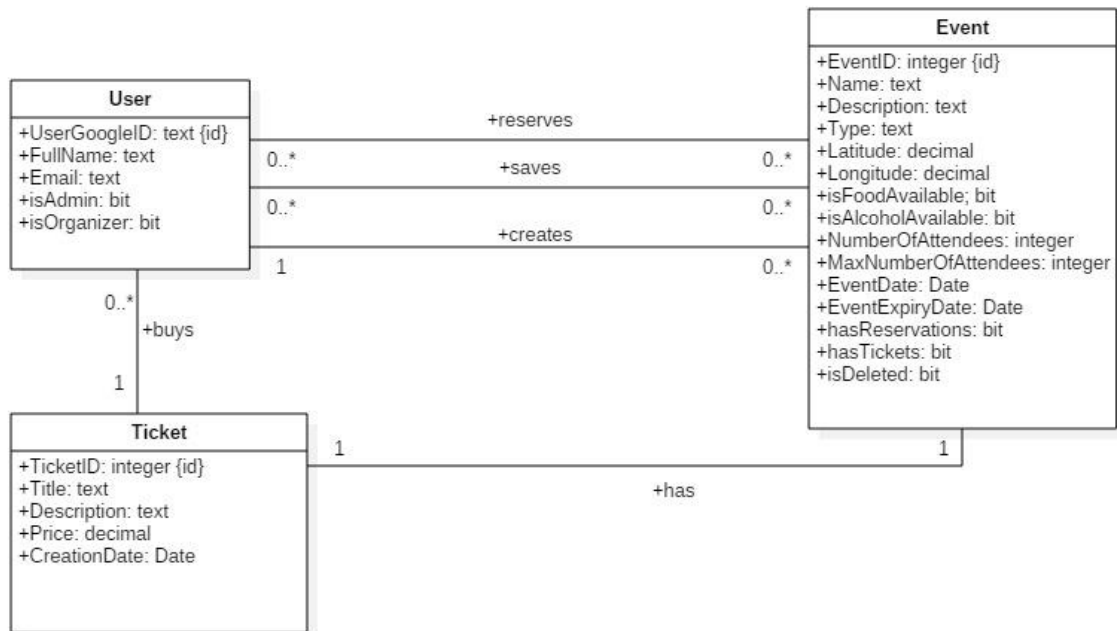 Event
+EventID: integer {id}
+Name: text
+Description: text
+Type: text
+Latitude: decimal
+Longitude: decimal
+isFoodAvailable; bit
+isAlcoholAvailable: bit
+NumberOfAttendees: integer
+MaxNumberOfAttendees: integer
+EventDate: Date
+EventExpiryDate: Date
+hasReservations: bit
+hasTickets: bit
+isDeleted: bit
User
+UserGoogleID: text {id}
+FullName: text
+Email: text
+isAdmin: bit
+isOrganizer: bit
+reserves
0..*
0..*
+saves
0..*
0..*
+creates
1
0..*
0..*
+buys
1
Ticket
+TicketID: integer {id}
+Title: text
+Description: text
+Price: decimal
+CreationDate: Date
1
1
+has